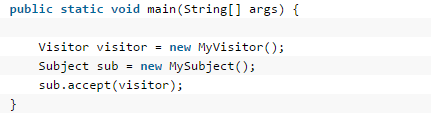 public static void main(String[] args) {
Visitor visitor = new MyVisitor();
Subject sub = new MySubject();
sub.accept(visitor);
}